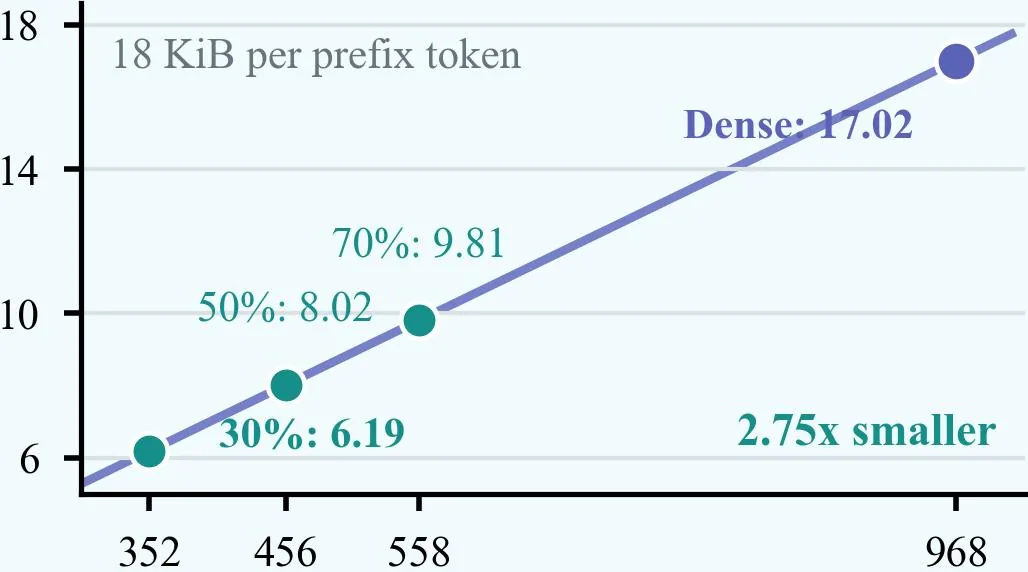 18
18 KiB per prefix token
Dense: 17.02
14
70%: 9.81
50%: 8.02
10
30%: 6.19
2.75x smaller
6
352 456 558 968